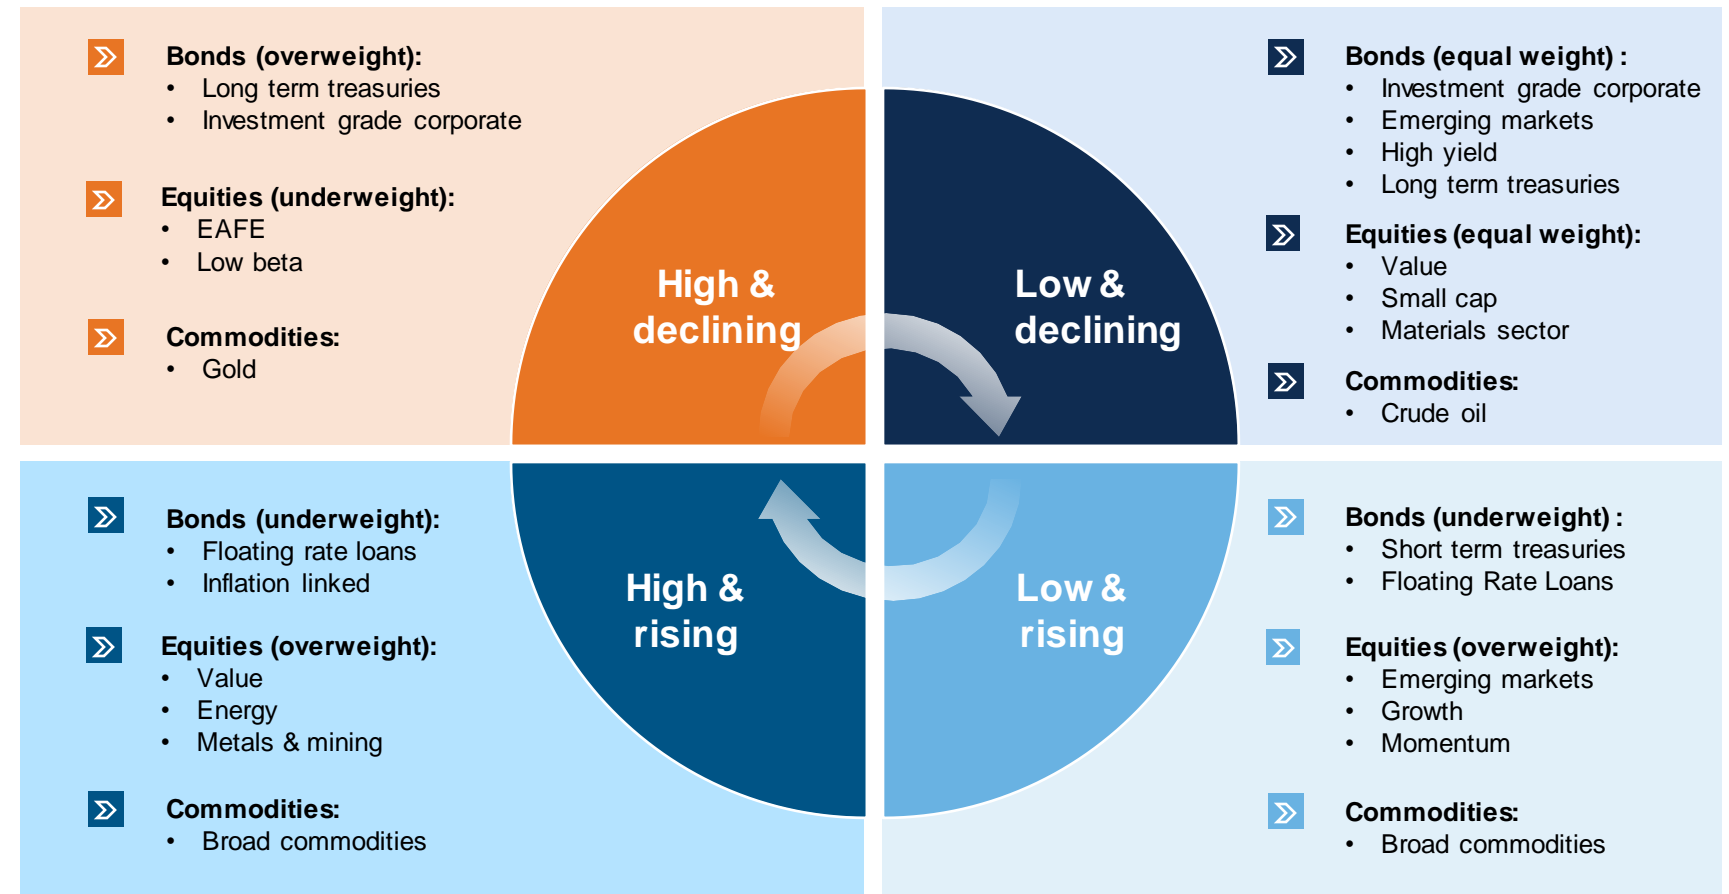 Bonds (overweight):
• Long term treasuries
• Investment grade corporate
Equities (underweight):
• EAFE
• Low beta
Commodities:
• Gold
High &
declining
Low &
declining
Bonds (equal weight) :
• Investment grade corporate
• Emerging markets
• High yield
• Long term treasuries
Equities (equal weight):
• Value
• Small cap
• Materials sector
Commodities:
• Crude oil
Bonds (underweight):
• Floating rate loans
• Inflation linked
Equities (overweight):
• Value
• Energy
• Metals & mining
Commodities:
• Broad commodities
High &
rising
Low &
rising
Bonds (underweight) :
• Short term treasuries
• Floating Rate Loans
Equities (overweight):
• Emerging markets
• Growth
• Momentum
Commodities:
• Broad commodities